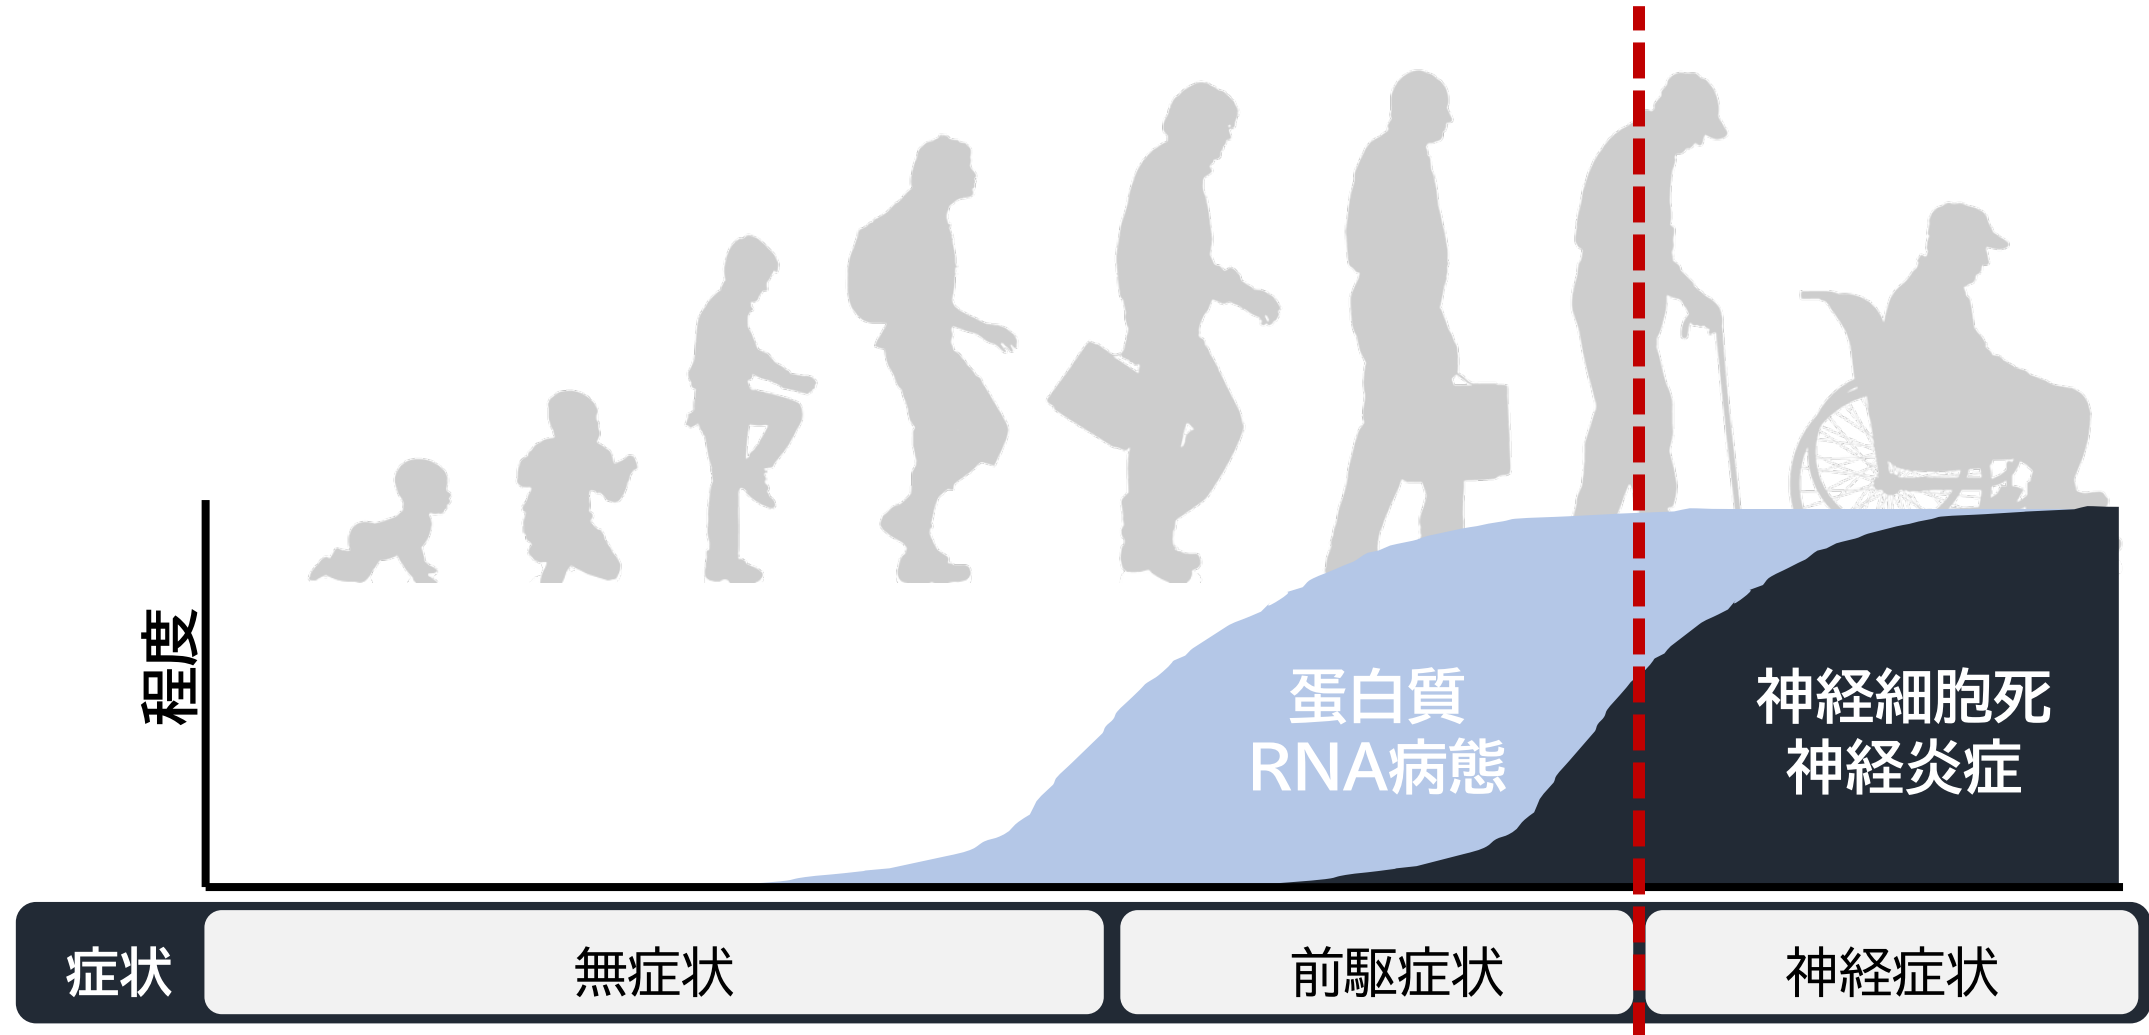 程度
蛋白質
RNA病態
神経細胞死
神経炎症
症状
無症状
前駆症状
神経症状